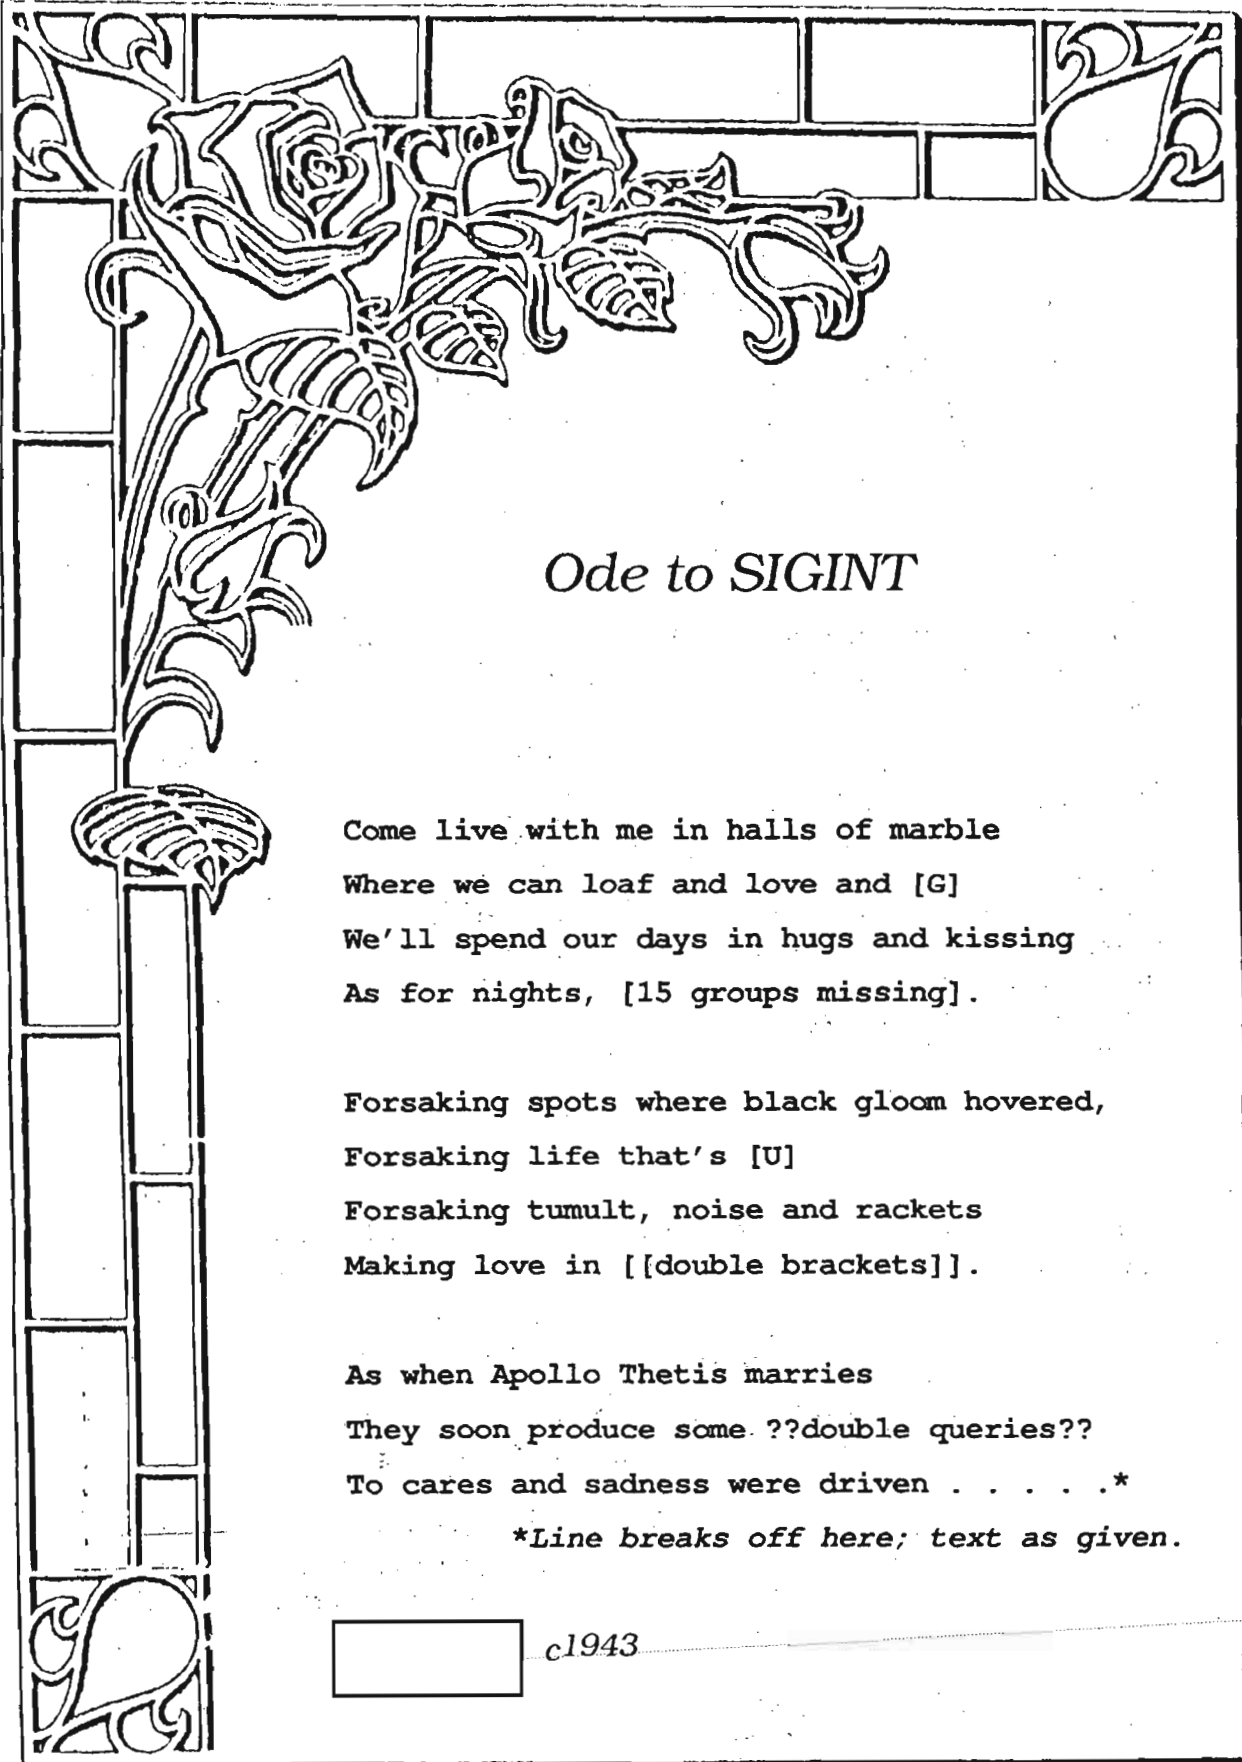 Ode to SIGINT
Come live with me in halls of marble
Where we can loaf and love and [G]
We'll spend our days in hugs and kissing
As for nights, [15 groups missing].
Forsaking spots where black gloom hovered,
Forsaking life that's [U]
Forsaking tumult, noise and rackets
Making love in [[double brackets]].
As when Apollo Thetis marries
They soon produce some ??double queries??
To cares and sadness were driven . . . . .*
*Line breaks off here; text as given.
c1943